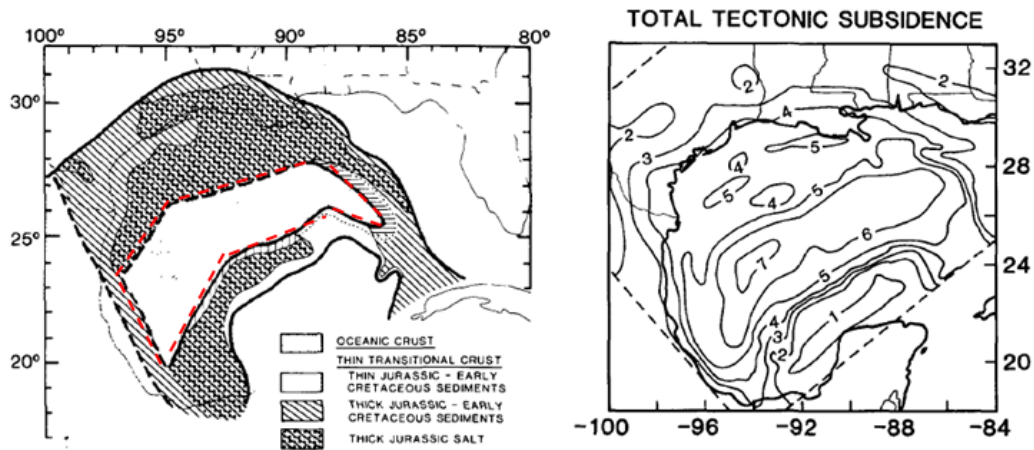 100° 95° 90° 85° 80°
30°
25°
20°
OCEANIC CRUST
THIN TRANSITIONAL CRUST
THIN JURASSIC - EARLY
CRETACEOUS SEDIMENTS
THICK JURASSIC - EARLY
CRETACEOUS SEDIMENTS
THICK JURASSIC SALT
TOTAL TECTONIC SUBSIDENCE
2 2 2 4 3 5 4 5 4 5 6 7 5 4 3 2 1
32
28
24
20
-100 -96 -92 -88 -84